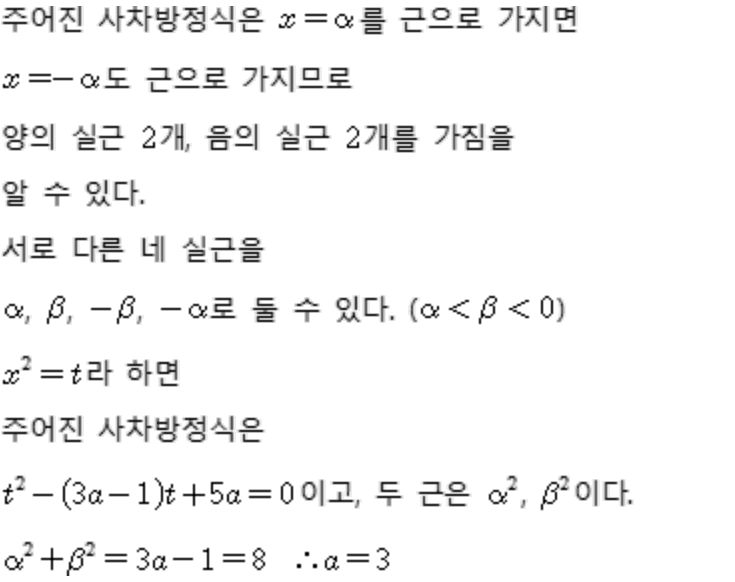 주어진 사차방정식은 x=α를 근으로 가지면
x=-α도 근으로 가지므로
양의 실근 2개, 음의 실근 2개를 가짐을
알 수 있다.
서로 다른 네 실근을
α, β, -β, -α로 둘 수 있다. (α<β<0)
x²=t라 하면
주어진 사차방정식은
t²-(3a-1)t+5a=0이고, 두 근은 α², β²이다.
α²+β²=3a-1=8 ∴a=3